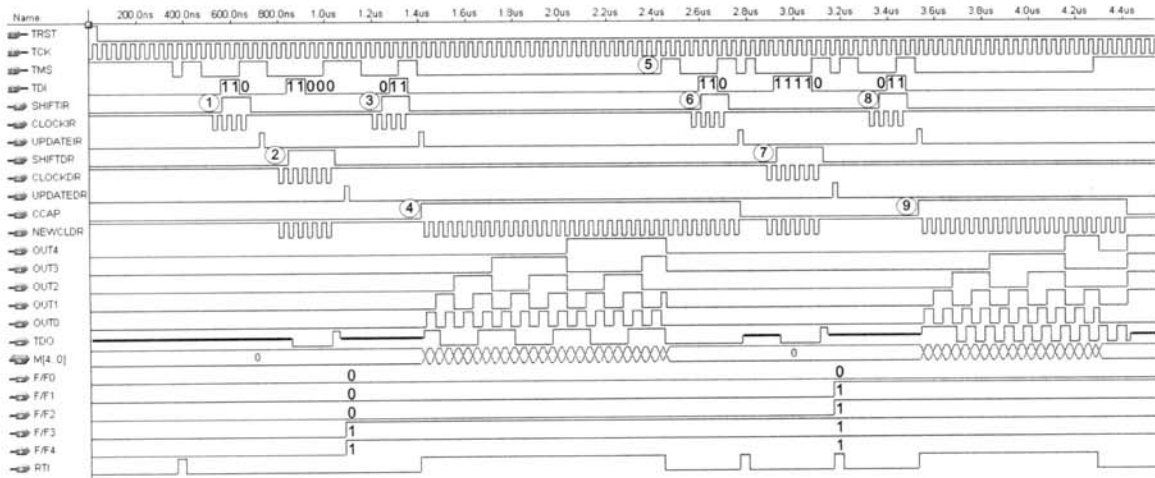 Name 200.0ns 400.0ns 600.0ns 800.0ns 1.0us 1.2us 1.4us 1.6us 1.8us 2.0us 2.2us 2.4us 2.6us 2.8us 3.0us 3.2us 3.4us 3.6us 3.8us 4.0us 4.2us 4.4us
TRST
TCK
TMS 5
TDI 110 11000 011 110 11110 011
SHIFTIR 1 3 6 8
CLOCKIR
UPDATEIR
SHIFTDR 2 7
CLOCKDR
UPDATEDR
CCAP 4 9
NEWCLDR
OUT4
OUT3
OUT2
OUT1
OUT0
TDO
M[4..0] 0 0
F/F0 0 0
F/F1 0 1
F/F2 0 1
F/F3 1 1
F/F4 1 1
RTI